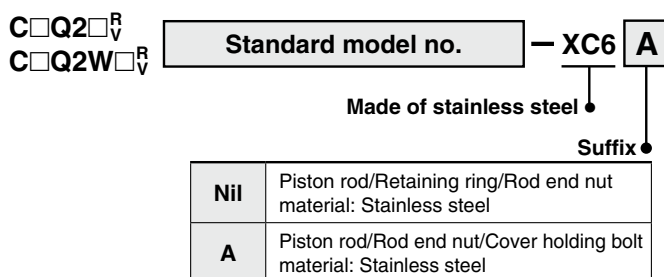 C□Q2□R/V
C□Q2W□R/V
Standard model no.
– XC6 A
Made of stainless steel
Suffix
Nil Piston rod/Retaining ring/Rod end nut
material: Stainless steel
A Piston rod/Rod end nut/Cover holding bolt
material: Stainless steel